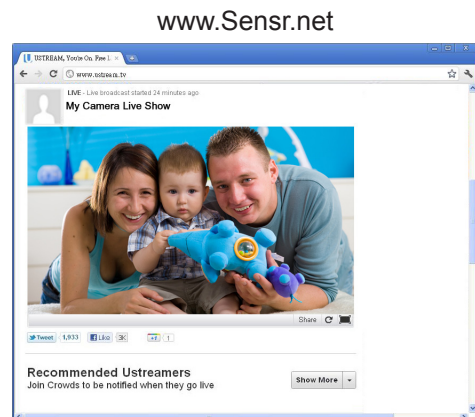 www.Sensr.net
USTREAM, You're On. Free L
www.ustream.tv
LIVE - Live broadcast started 24 minutes ago
My Camera Live Show
Share
Tweet 1,933 Like 3K +1 1
Recommended Ustreamers
Join Crowds to be notified when they go live
Show More